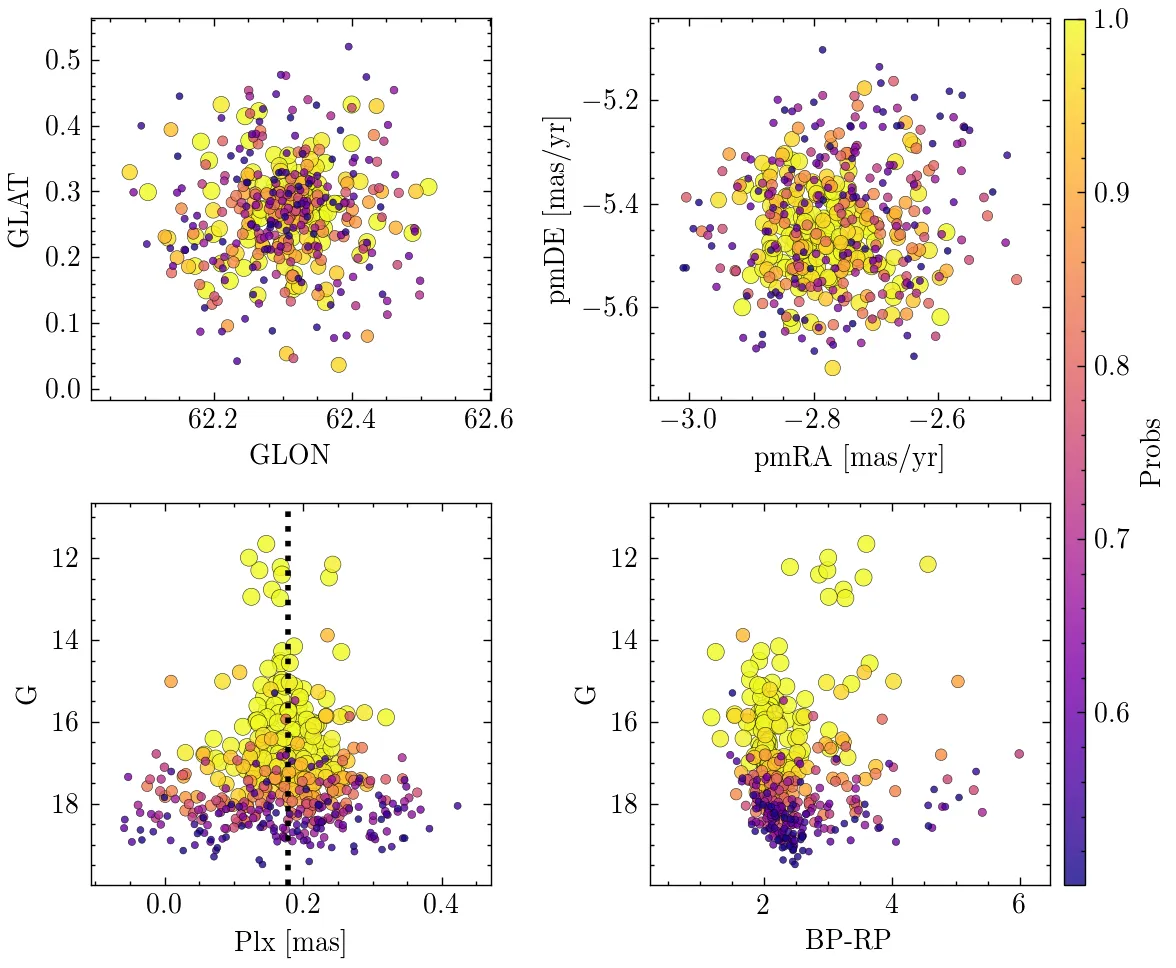 0.5
0.4
0.3
0.2
0.1
0.0
GLAT
62.2 62.4 62.6
GLON
−5.2
−5.4
−5.6
pmDE [mas/yr]
−3.0 −2.8 −2.6
pmRA [mas/yr]
1.0
0.9
0.8
0.7
0.6
Probs
12
14
16
18
G
0.0 0.2 0.4
Plx [mas]
12
14
16
18
G
2 4 6
BP-RP